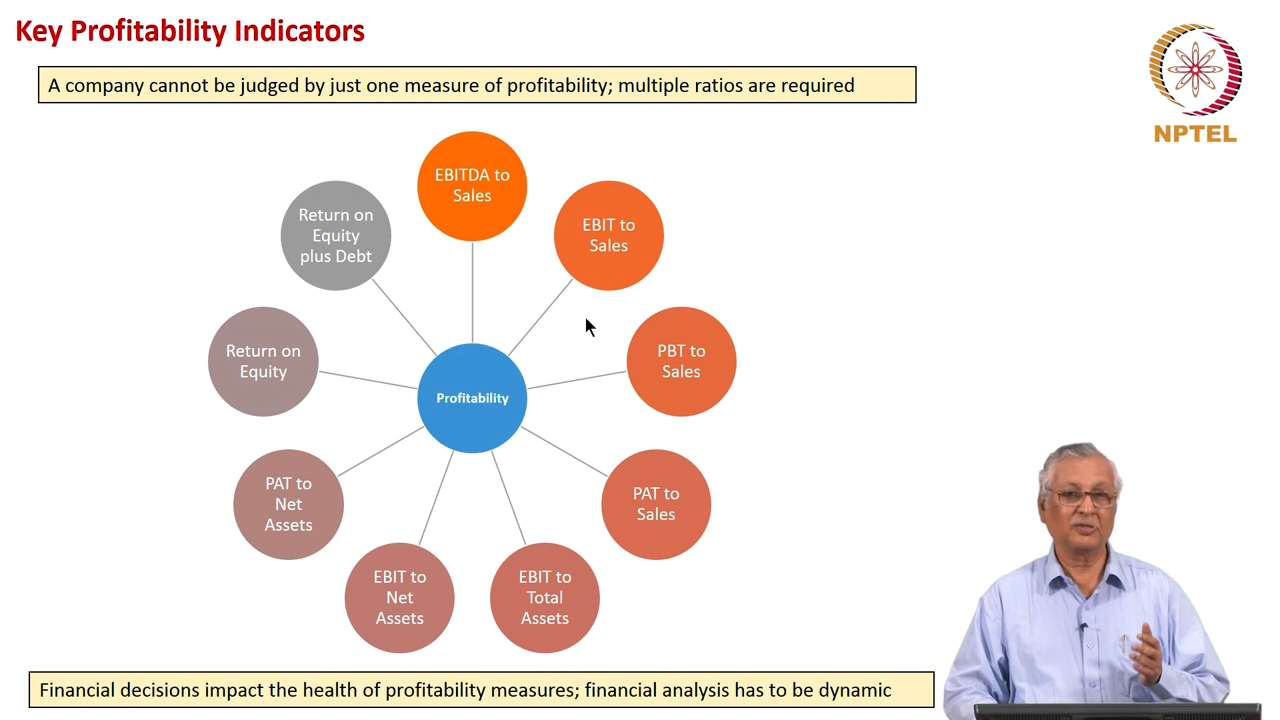 Key Profitability Indicators
NPTEL
A company cannot be judged by just one measure of profitability; multiple ratios are required
EBITDA to
Sales
EBIT to
Sales
PBT to
Sales
PAT to
Sales
EBIT to
Total
Assets
EBIT to
Net
Assets
PAT to
Net
Assets
Return on
Equity
Return on
Equity
plus Debt
Profitability
Financial decisions impact the health of profitability measures; financial analysis has to be dynamic